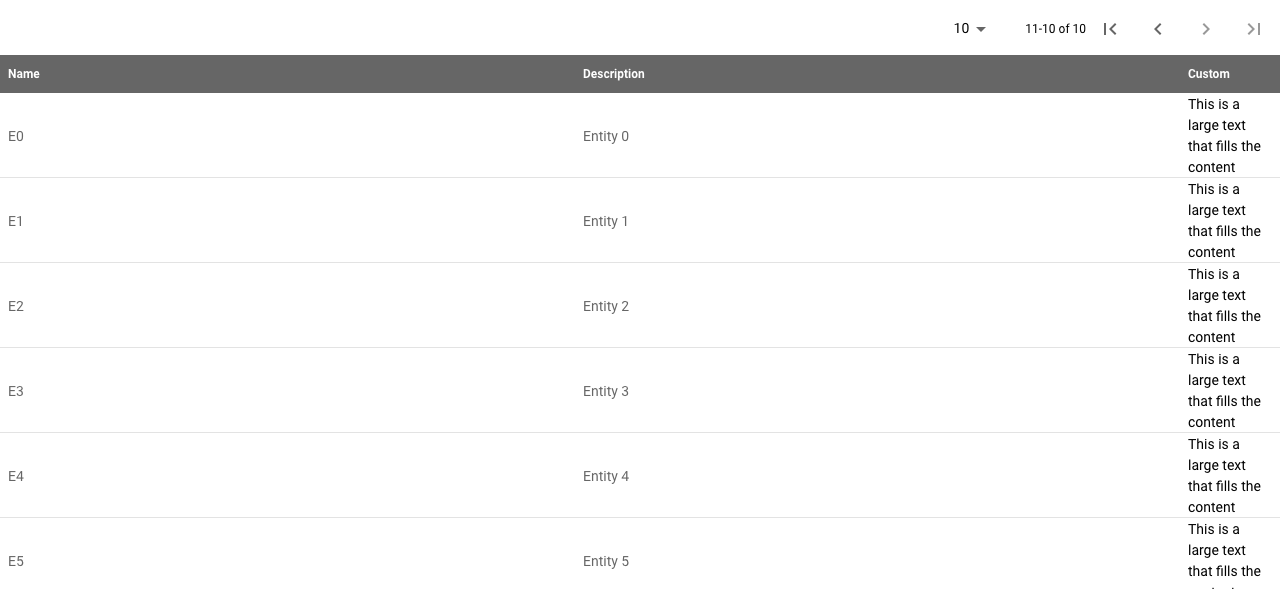 10 11-10 of 10
Name Description Custom
E0 Entity 0 This is a
large text
that fills the
content
E1 Entity 1 This is a
large text
that fills the
content
E2 Entity 2 This is a
large text
that fills the
content
E3 Entity 3 This is a
large text
that fills the
content
E4 Entity 4 This is a
large text
that fills the
content
E5 Entity 5 This is a
large text
that fills the